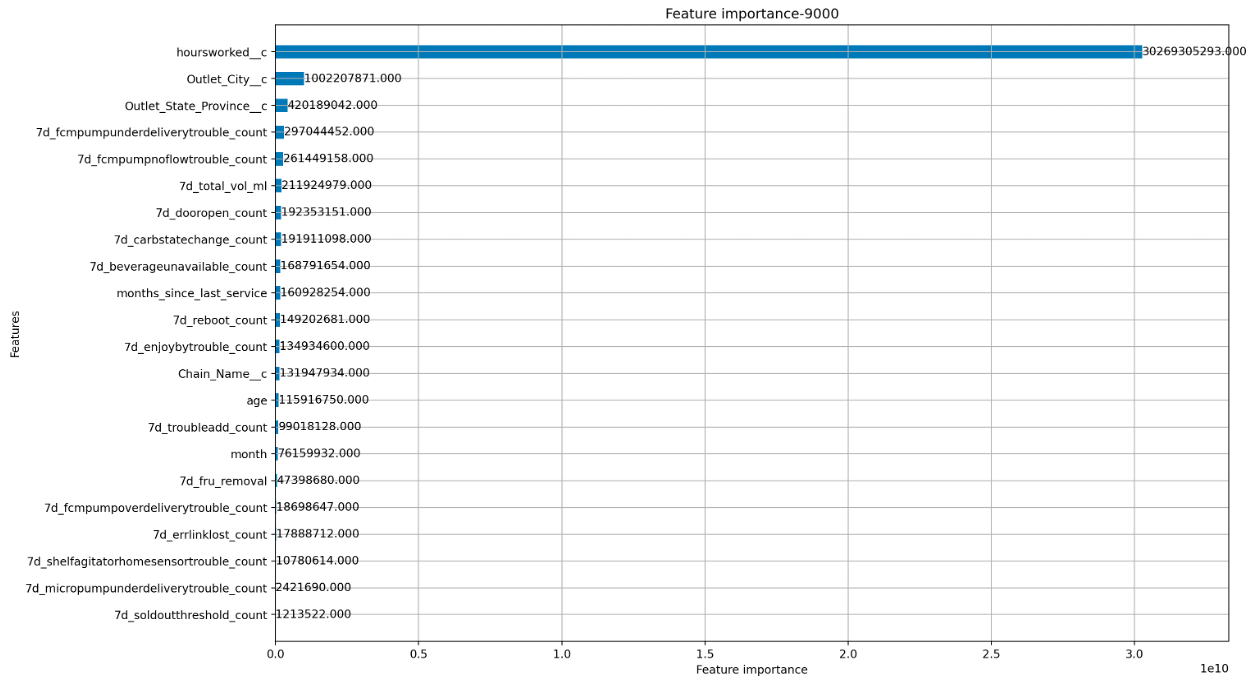 Feature importance-9000
hoursworked__c 30269305293.000
Outlet_City__c 1002207871.000
Outlet_State_Province__c 420189042.000
7d_fcmpumpunderdeliverytrouble_count 297044452.000
7d_fcmpumpnoflowtrouble_count 261449158.000
7d_total_vol_ml 211924979.000
7d_dooropen_count 192353151.000
7d_carbstatechange_count 191911098.000
7d_beverageunavailable_count 168791654.000
months_since_last_service 160928254.000
7d_reboot_count 149202681.000
7d_enjoybytrouble_count 134934600.000
Chain_Name__c 131947934.000
age 115916750.000
7d_troubleadd_count 99018128.000
month 76159932.000
7d_fru_removal 47398680.000
7d_fcmpumpoverdeliverytrouble_count 18698647.000
7d_errlinklost_count 17888712.000
7d_shelfagitatorhomesensortrouble_count 10780614.000
7d_micropumpunderdeliverytrouble_count 2421690.000
7d_soldoutthreshold_count 1213522.000
Features
0.0 0.5 1.0 1.5 2.0 2.5 3.0
1e10
Feature importance